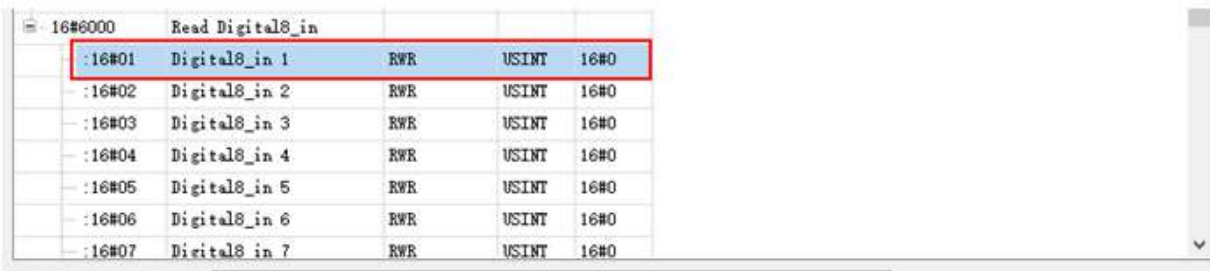 16#6000 Read Digital8_in
:16#01 Digital8_in 1 RWR USINT 16#0
:16#02 Digital8_in 2 RWR USINT 16#0
:16#03 Digital8_in 3 RWR USINT 16#0
:16#04 Digital8_in 4 RWR USINT 16#0
:16#05 Digital8_in 5 RWR USINT 16#0
:16#06 Digital8_in 6 RWR USINT 16#0
:16#07 Digital8_in 7 RWR USINT 16#0